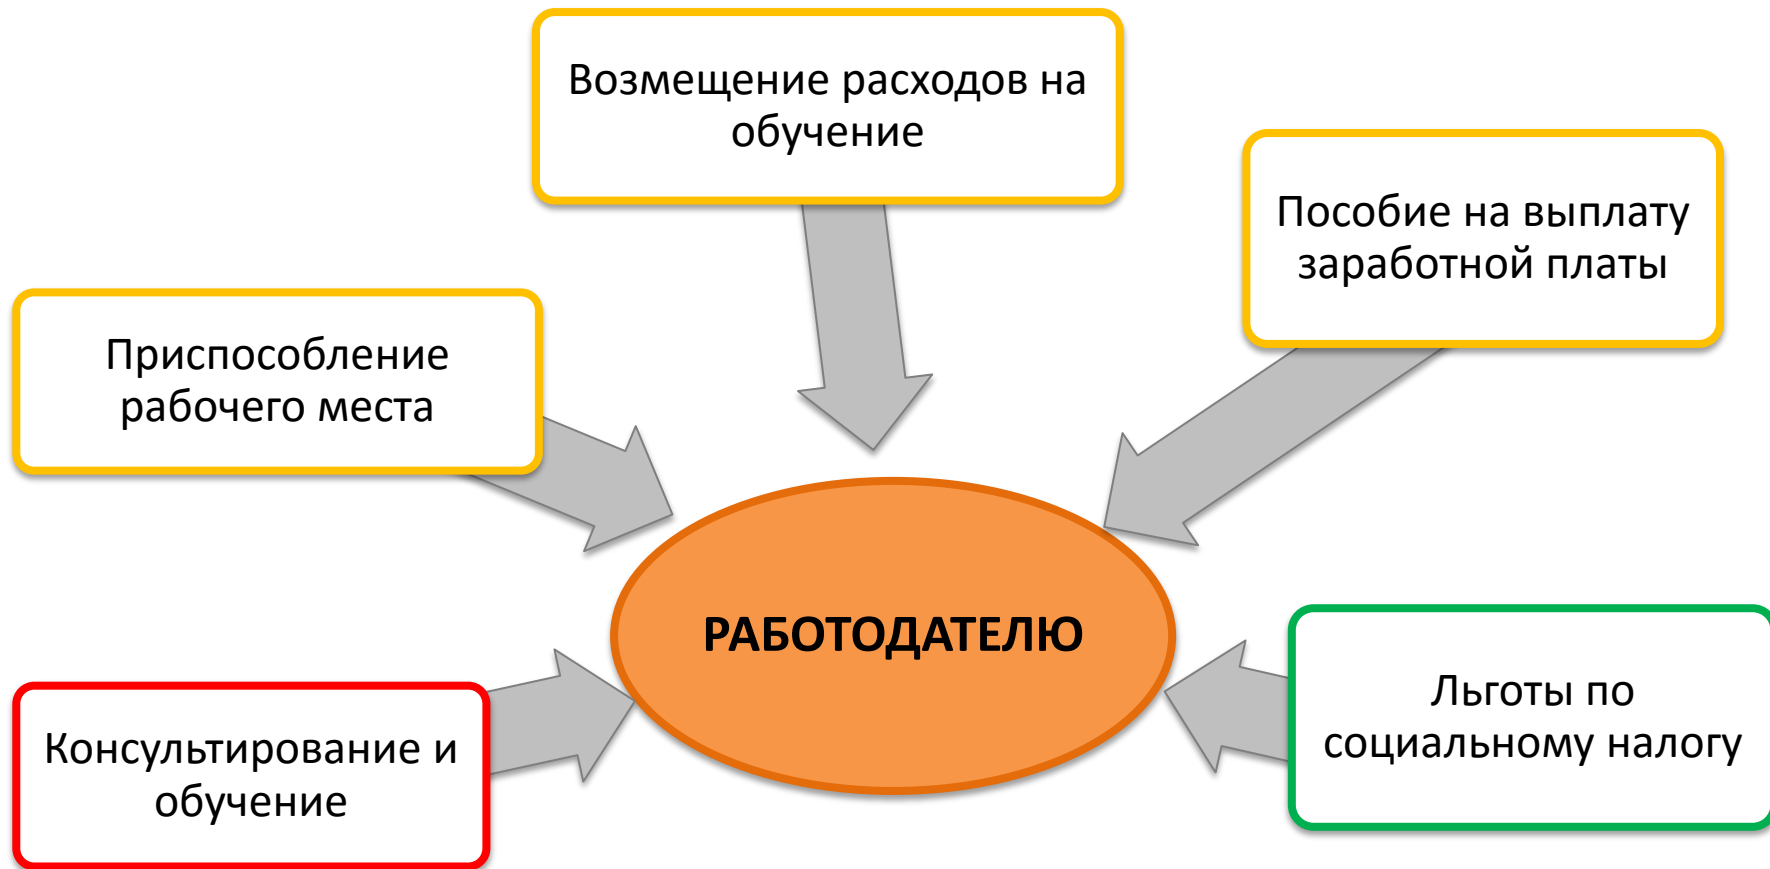 Возмещение расходов на
обучение
Пособие на выплату
заработной платы
Приспособление
рабочего места
РАБОТОДАТЕЛЮ
Льготы по
социальному налогу
Консультирование и
обучение